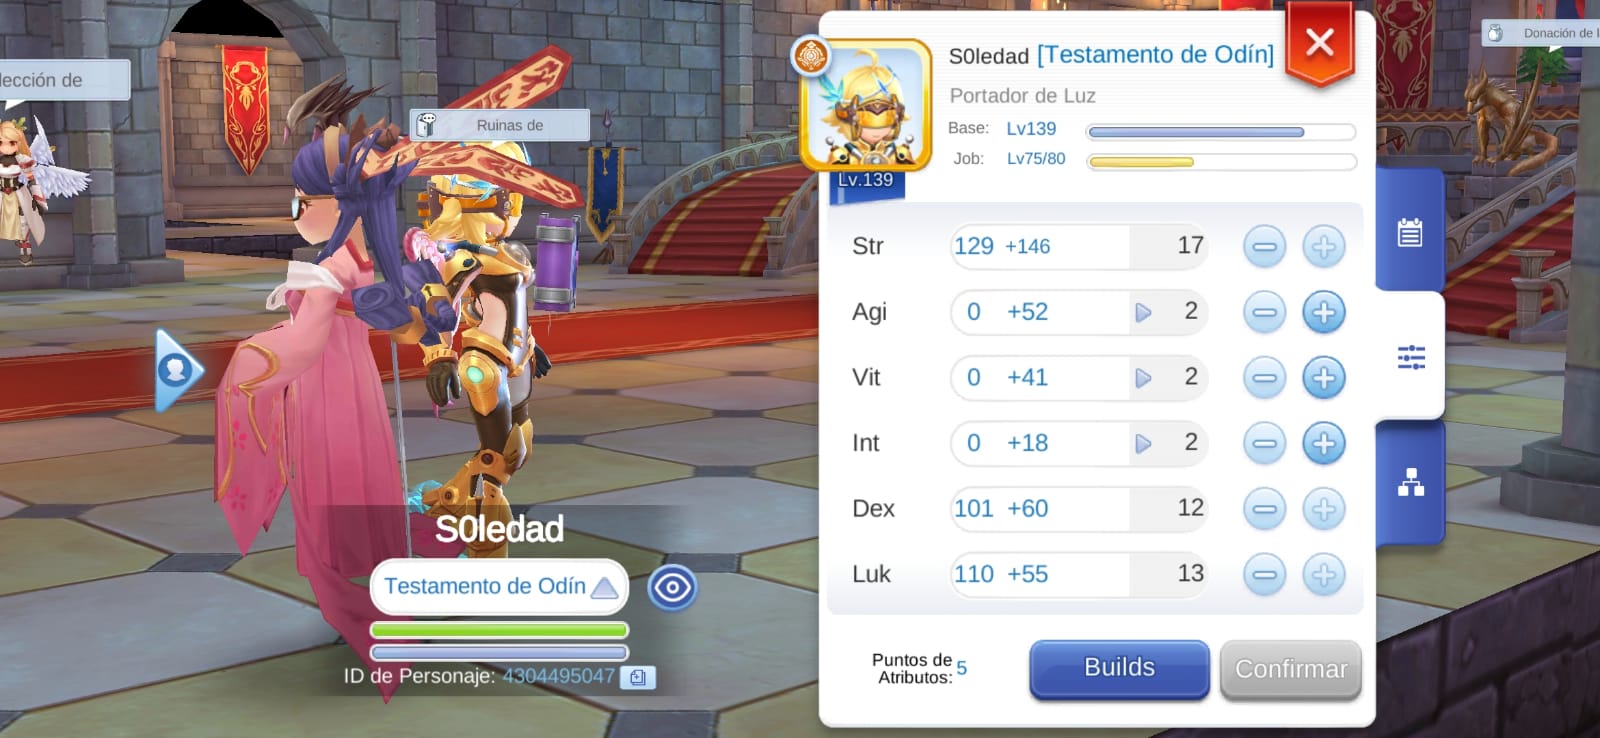 lección de
Ruinas de
S0ledad
Testamento de Odín
ID de Personaje: 4304495047
S0ledad [Testamento de Odín]
Portador de Luz
Base: Lv139
Job: Lv75/80
Lv.139
Str 129 +146 17
Agi 0 +52 2
Vit 0 +41 2
Int 0 +18 2
Dex 101 +60 12
Luk 110 +55 13
Puntos de
Atributos: 5
Builds
Confirmar
Donación de